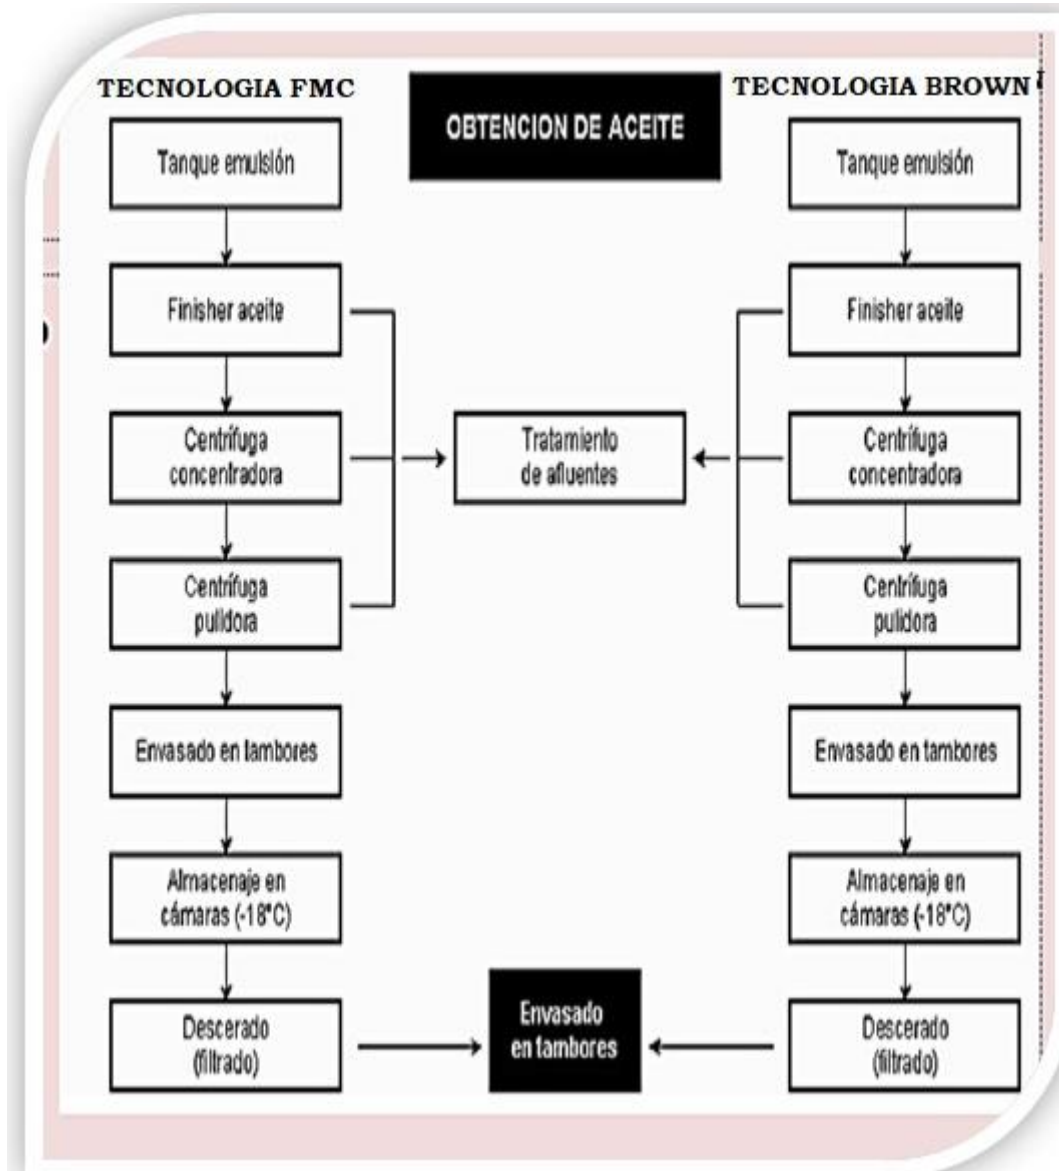 TECNOLOGIA FMC
OBTENCION DE ACEITE
TECNOLOGIA BROWN
Tanque emulsión
Finisher aceite
Centrífuga
concentradora
Centrífuga
pulidora
Envasado en tambores
Almacenaje en
cámaras (-18°C)
Descerado
(filtrado)
Tratamiento
de afluentes
Envasado
en tambores
Tanque emulsión
Finisher aceite
Centrífuga
concentradora
Centrífuga
pulidora
Envasado en tambores
Almacenaje en
cámaras (-18°C)
Descerado
(filtrado)